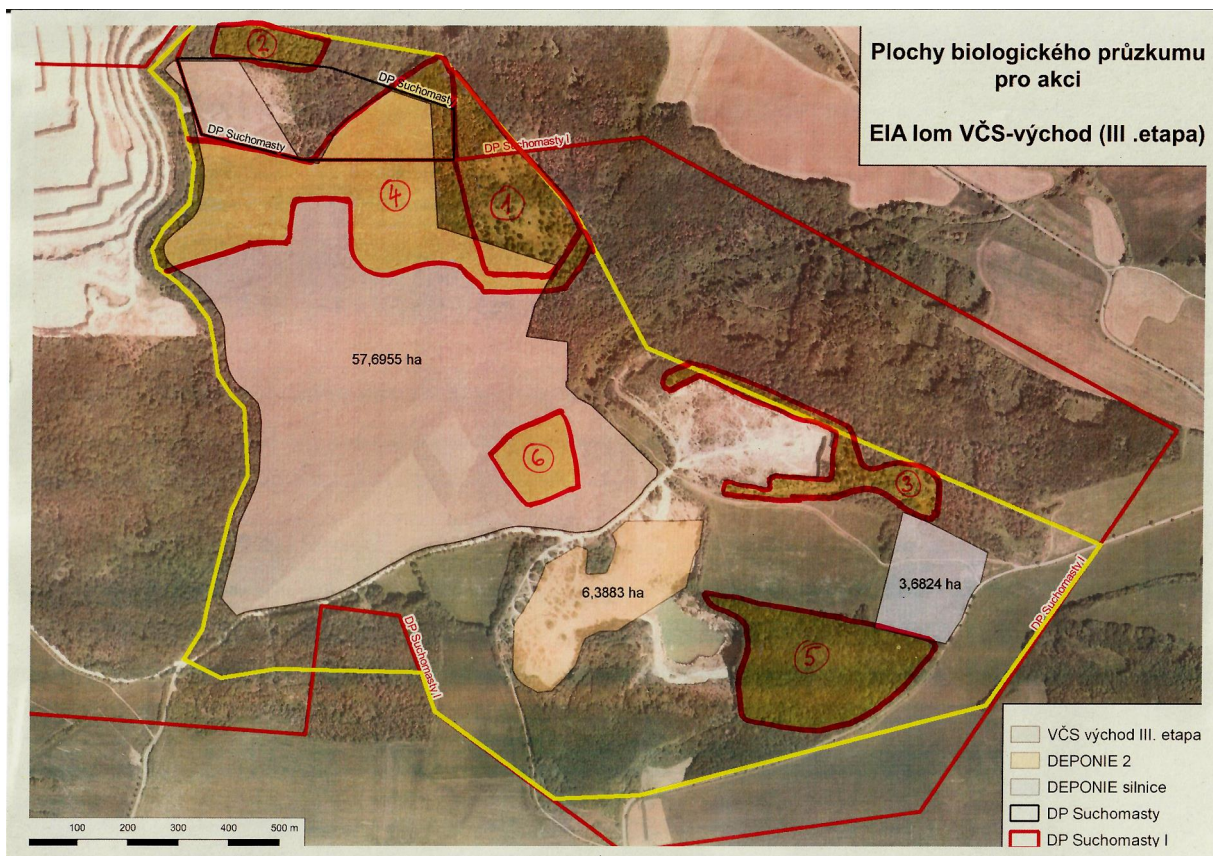 Plochy biologického průzkumu
pro akci
EIA lom VČS-východ (III .etapa)
2
DP Suchomasty
DP Suchomasty
DP Suchomasty I
4
1
57,6955 ha
6
3
6,3883 ha
3,6824 ha
DP Suchomasty I
DP Suchomasty I
5
VČS východ III. etapa
DEPONIE 2
DEPONIE silnice
DP Suchomasty
DP Suchomasty I
100 200 300 400 500 m